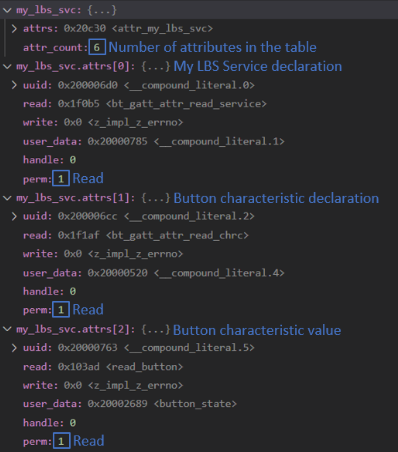 my_lbs_svc: {...}
attrs: 0x20c30 <attr_my_lbs_svc>
attr_count: 6 Number of attributes in the table
my_lbs_svc.attrs[0]: {...} My LBS Service declaration
uuid: 0x200006d0 <__compound_literal.0>
read: 0x1f0b5 <bt_gatt_attr_read_service>
write: 0x0 <z_impl_z_errno>
user_data: 0x20000785 <__compound_literal.1>
handle: 0
perm: 1 Read
my_lbs_svc.attrs[1]: {...} Button characteristic declaration
uuid: 0x200006cc <__compound_literal.2>
read: 0x1f1af <bt_gatt_attr_read_chrc>
write: 0x0 <z_impl_z_errno>
user_data: 0x20000520 <__compound_literal.4>
handle: 0
perm: 1 Read
my_lbs_svc.attrs[2]: {...} Button characteristic value
uuid: 0x20000763 <__compound_literal.5>
read: 0x103ad <read_button>
write: 0x0 <z_impl_z_errno>
user_data: 0x20002689 <button_state>
handle: 0
perm: 1 Read